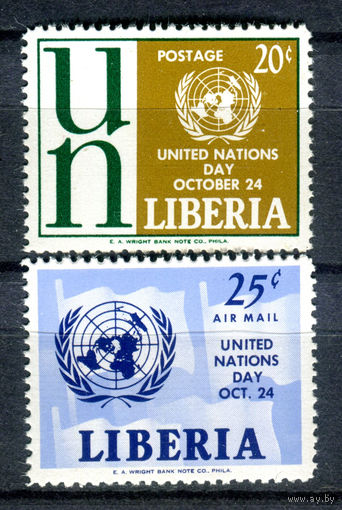 un
POSTAGE 20¢
UNITED NATIONS
DAY
OCTOBER 24
LIBERIA
E. A. WRIGHT BANK NOTE CO., PHILA.
25¢
AIR MAIL
UNITED
NATIONS
DAY
OCT. 24
LIBERIA
E. A. WRIGHT BANK NOTE CO., PHILA.
© www.ay.by